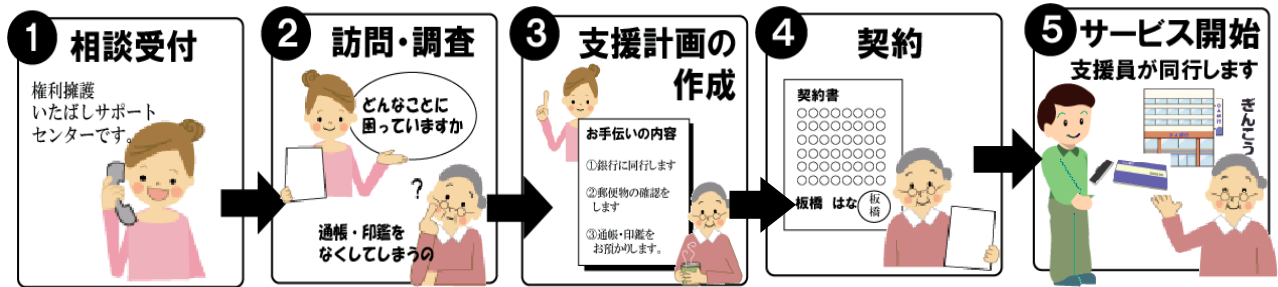 1 相談受付
権利擁護
いたばしサポート
センターです。
2 訪問・調査
どんなことに
困っていますか
?
通帳・印鑑を
なくしてしまうの
3 支援計画の
作成
お手伝いの内容
①銀行に同行します
②郵便物の確認を
します
③通帳・印鑑を
お預かりします。
4 契約
契約書
○○○○○○○
○○○○○○○
○○○○○○○
○○○○○○○
○○○○○○○
○○○○○○○
板橋 はな 板橋
5 サービス開始
支援員が同行します
ぎんこう